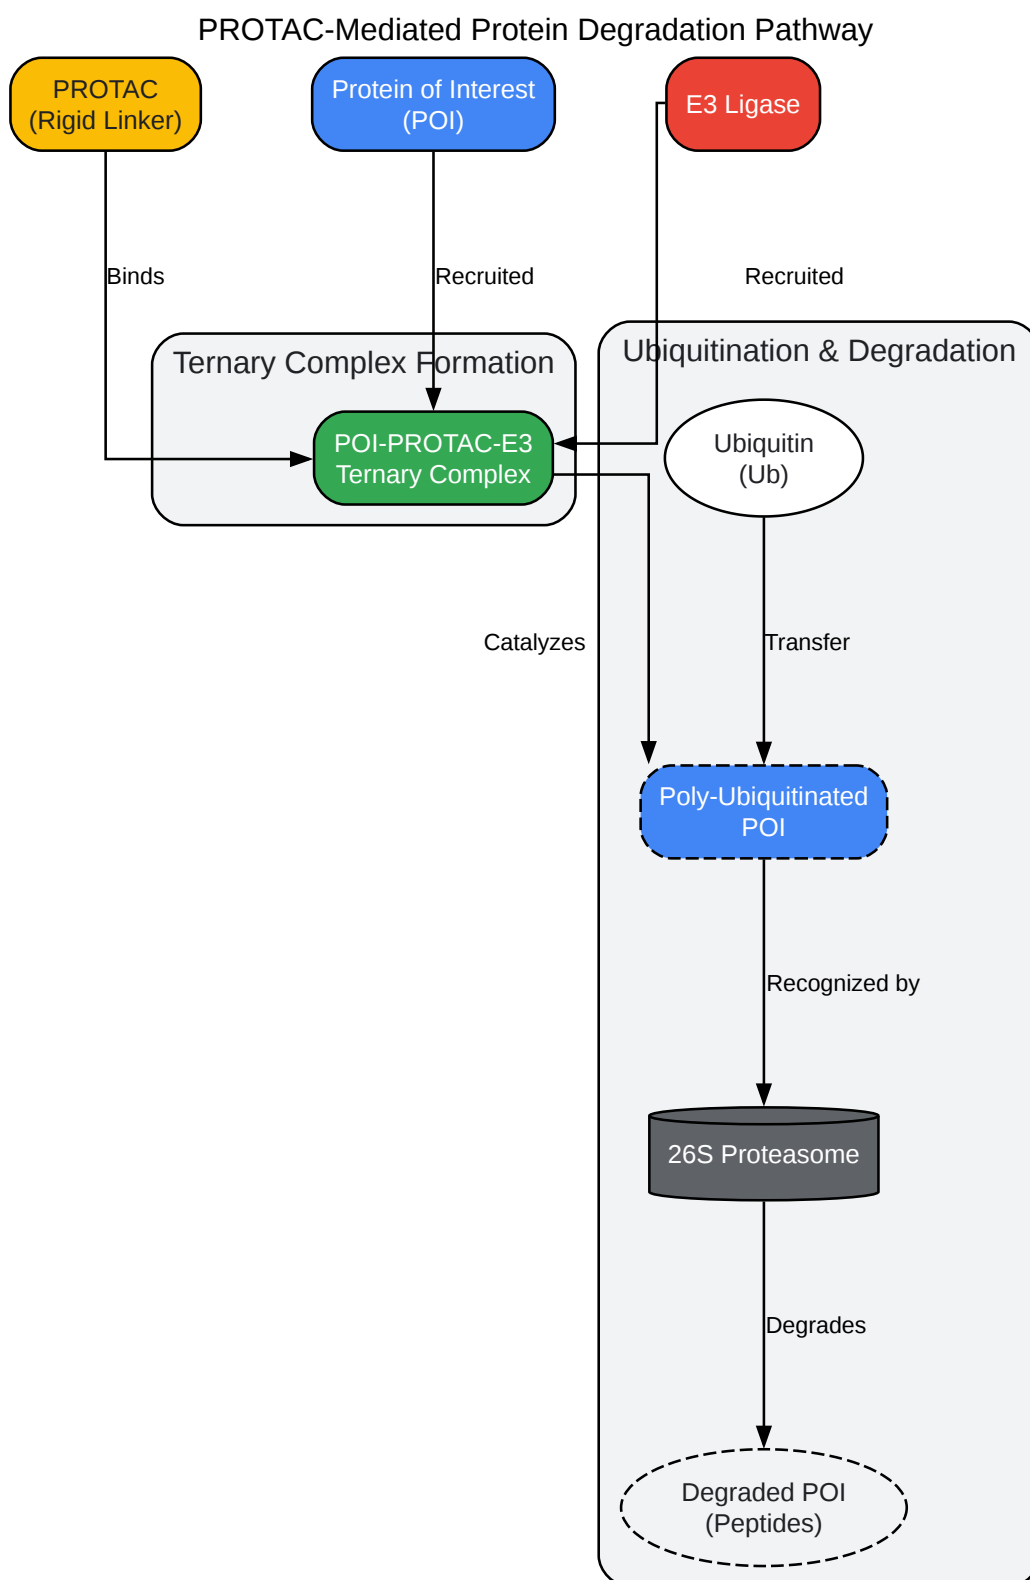 PROTAC-Mediated Protein Degradation Pathway
PROTAC
(Rigid Linker)
Protein of Interest
(POI)
E3 Ligase
Binds
Recruited
Recruited
Ternary Complex Formation
Ubiquitination & Degradation
POI-PROTAC-E3
Ternary Complex
Ubiquitin
(Ub)
Catalyzes
Transfer
Poly-Ubiquitinated
POI
Recognized by
26S Proteasome
Degrades
Degraded POI
(Peptides)